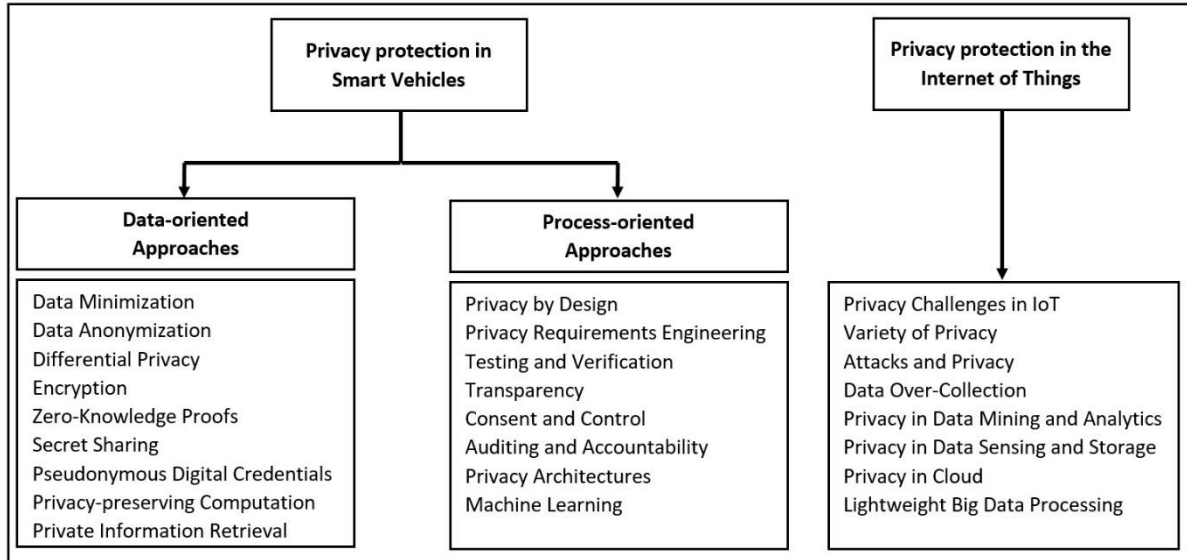 Privacy protection in
Smart Vehicles
Privacy protection in the
Internet of Things
Data-oriented
Approaches
Process-oriented
Approaches
Data Minimization
Data Anonymization
Differential Privacy
Encryption
Zero-Knowledge Proofs
Secret Sharing
Pseudonymous Digital Credentials
Privacy-preserving Computation
Private Information Retrieval
Privacy by Design
Privacy Requirements Engineering
Testing and Verification
Transparency
Consent and Control
Auditing and Accountability
Privacy Architectures
Machine Learning
Privacy Challenges in IoT
Variety of Privacy
Attacks and Privacy
Data Over-Collection
Privacy in Data Mining and Analytics
Privacy in Data Sensing and Storage
Privacy in Cloud
Lightweight Big Data Processing